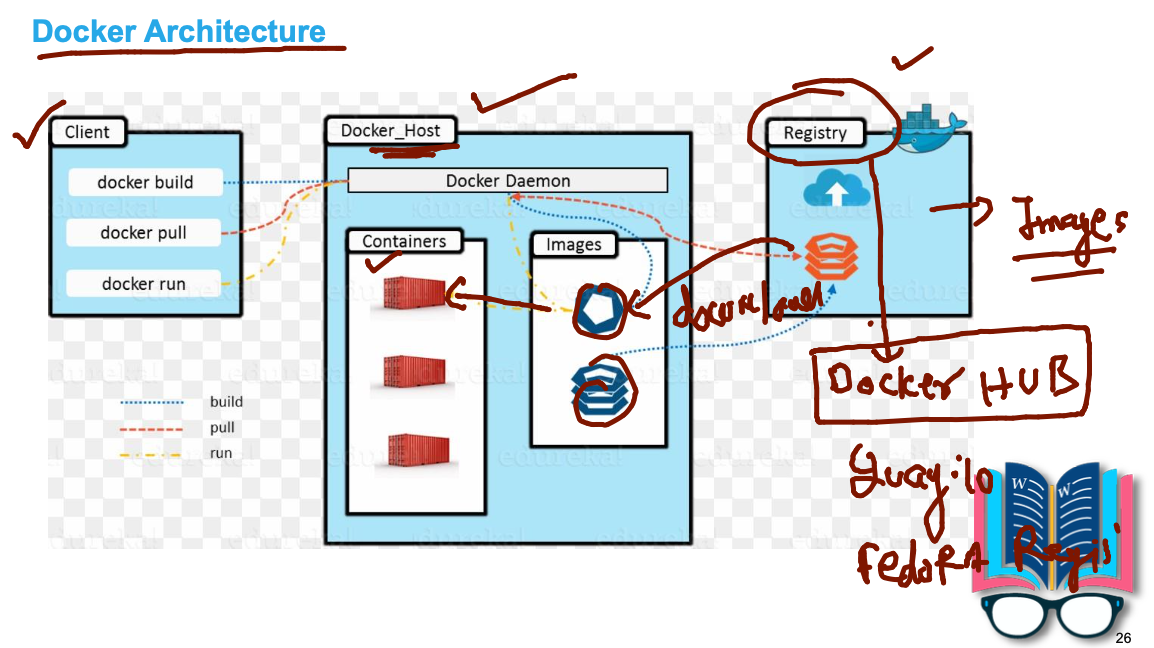 Docker Architecture
Client
docker build
docker pull
docker run
Docker_Host
Docker Daemon
Containers
Images
Registry
Images
download
Docker HUB
Quay.io
Fedora Regis
build
pull
run
edureka!
W
W
26